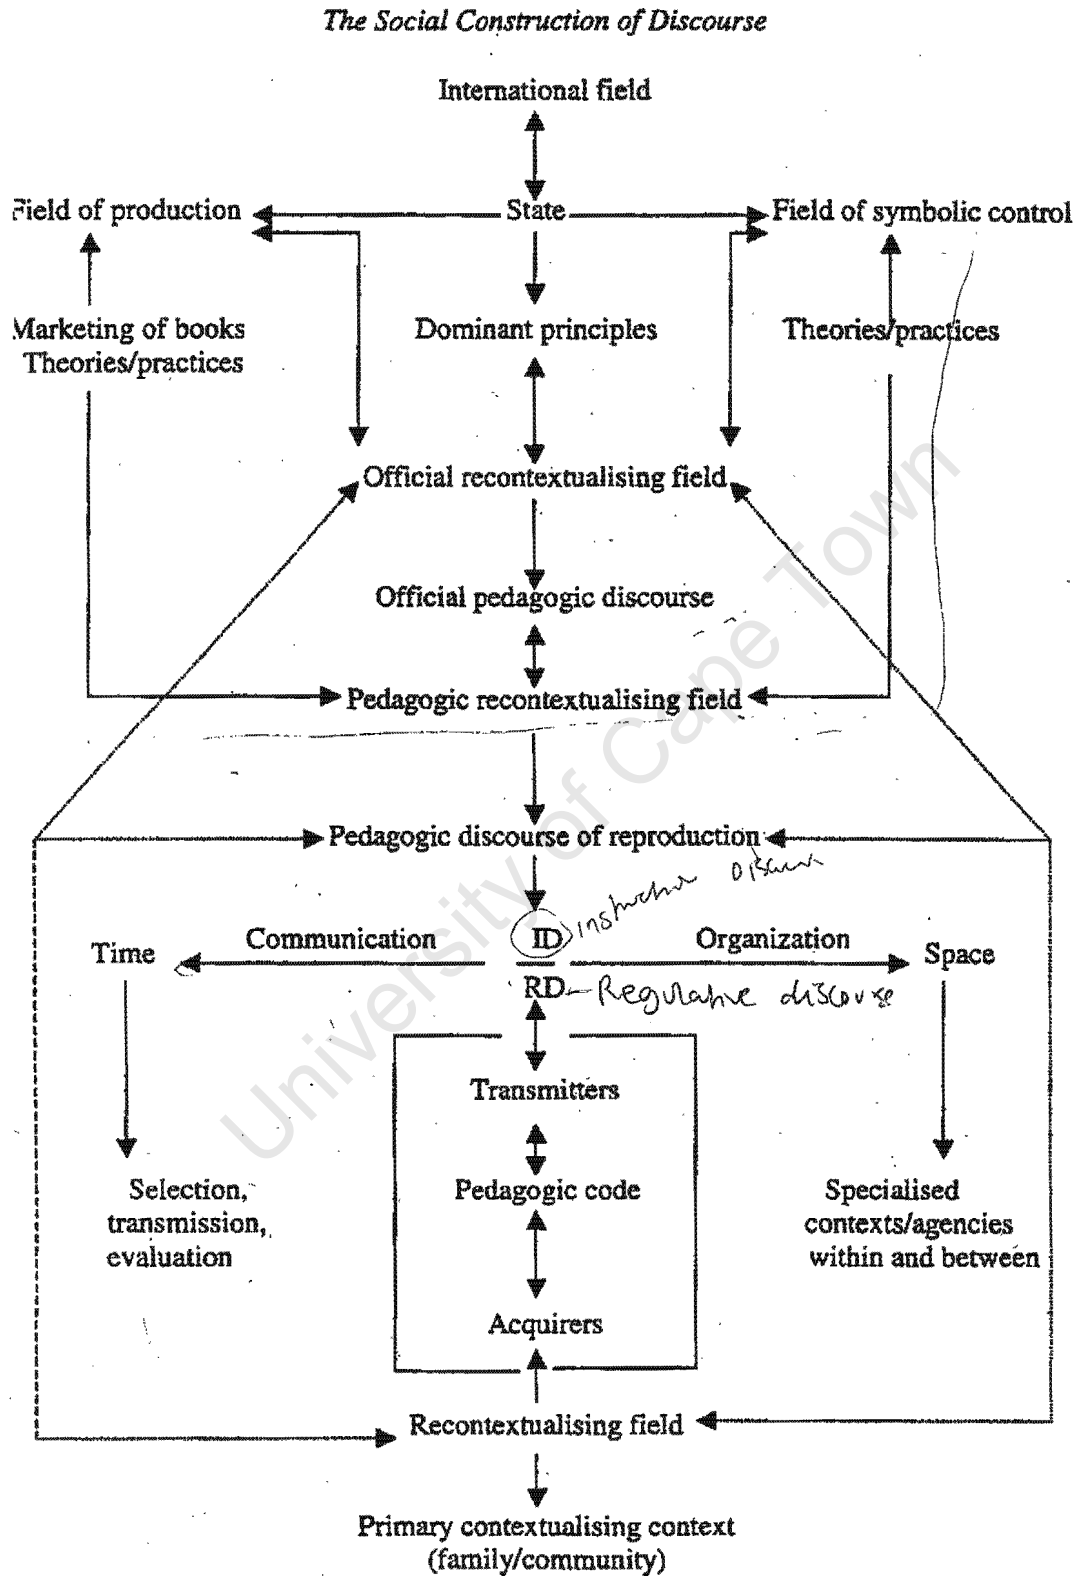 The Social Construction of Discourse
International field
Field of production
State
Field of symbolic control
Marketing of books
Theories/practices
Dominant principles
Theories/practices
Official recontextualising field
Official pedagogic discourse
Pedagogic recontextualising field
Pedagogic discourse of reproduction
Time
Communication
ID
instructive
Organization
Space
RD
Regulative discourse
Transmitters
Selection,
transmission,
evaluation
Pedagogic code
Specialised
contexts/agencies
within and between
Acquirers
Recontextualising field
Primary contextualising context
(family/community)
University of Cape Town